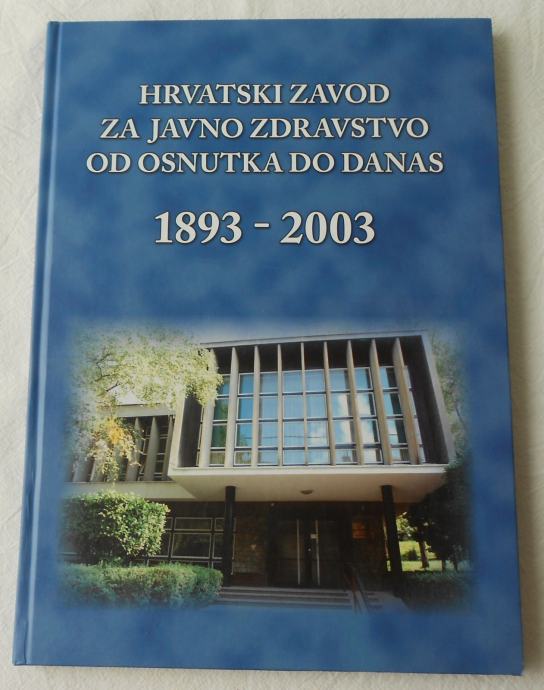 HRVATSKI ZAVOD
ZA JAVNO ZDRAVSTVO
OD OSNUTKA DO DANAS
1893 - 2003